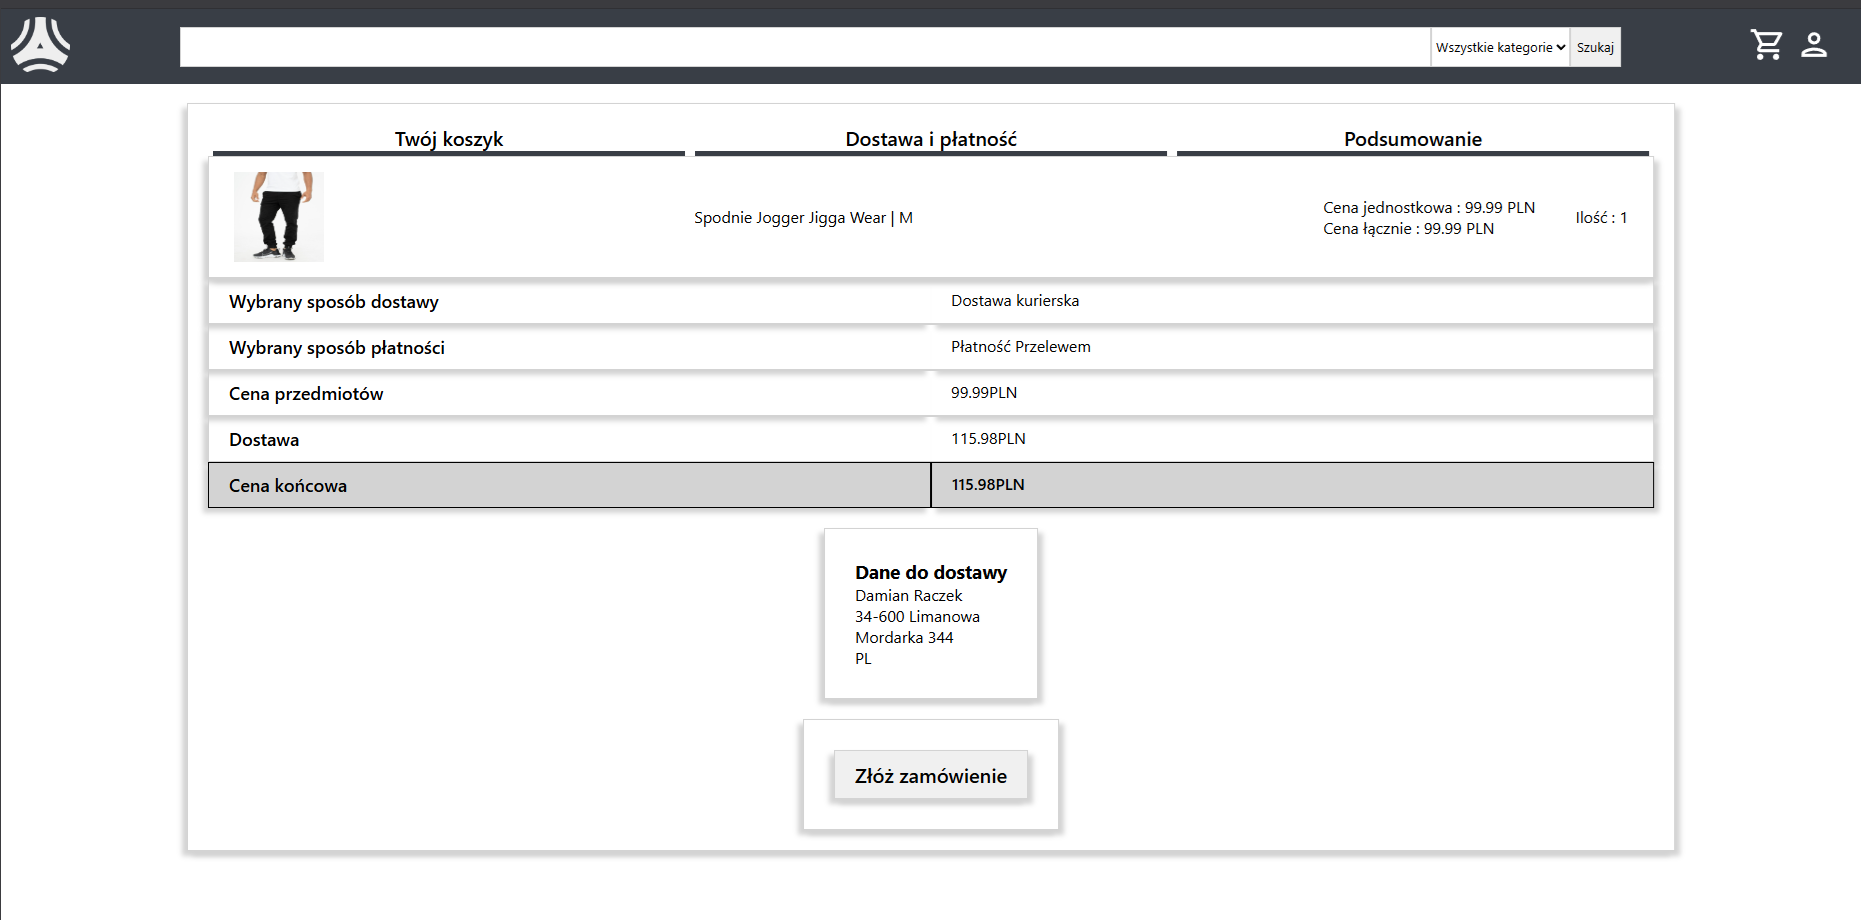 Wszystkie kategorie
Szukaj
Twój koszyk
Dostawa i płatność
Podsumowanie
Spodnie Jogger Jigga Wear | M
Cena jednostkowa : 99.99 PLN
Cena łącznie : 99.99 PLN
Ilość : 1
Wybrany sposób dostawy
Dostawa kurierska
Wybrany sposób płatności
Płatność Przelewem
Cena przedmiotów
99.99PLN
Dostawa
115.98PLN
Cena końcowa
115.98PLN
Dane do dostawy
Damian Raczek
34-600 Limanowa
Mordarka 344
PL
Złóż zamówienie